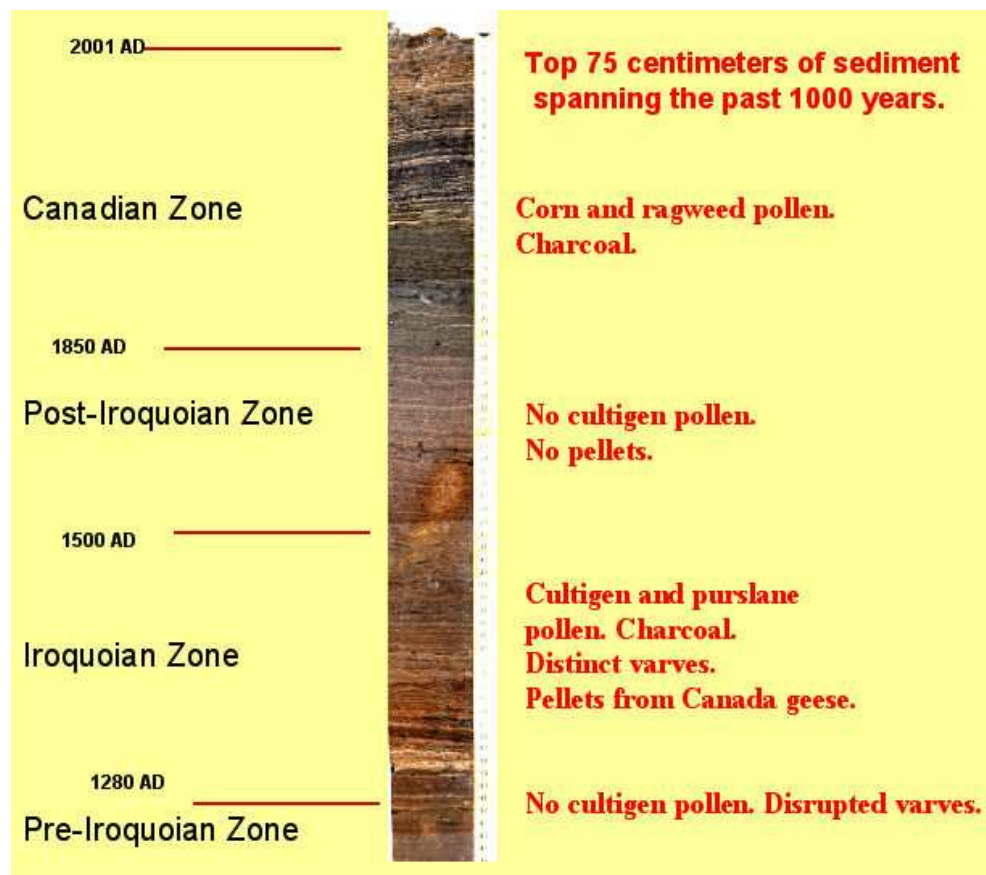 2001 AD
Top 75 centimeters of sediment
spanning the past 1000 years.
Canadian Zone
Corn and ragweed pollen.
Charcoal.
1850 AD
Post-Iroquoian Zone
No cultigen pollen.
No pellets.
1500 AD
Cultigen and purslane
pollen. Charcoal.
Distinct varves.
Pellets from Canada geese.
Iroquoian Zone
1280 AD
No cultigen pollen. Disrupted varves.
Pre-Iroquoian Zone